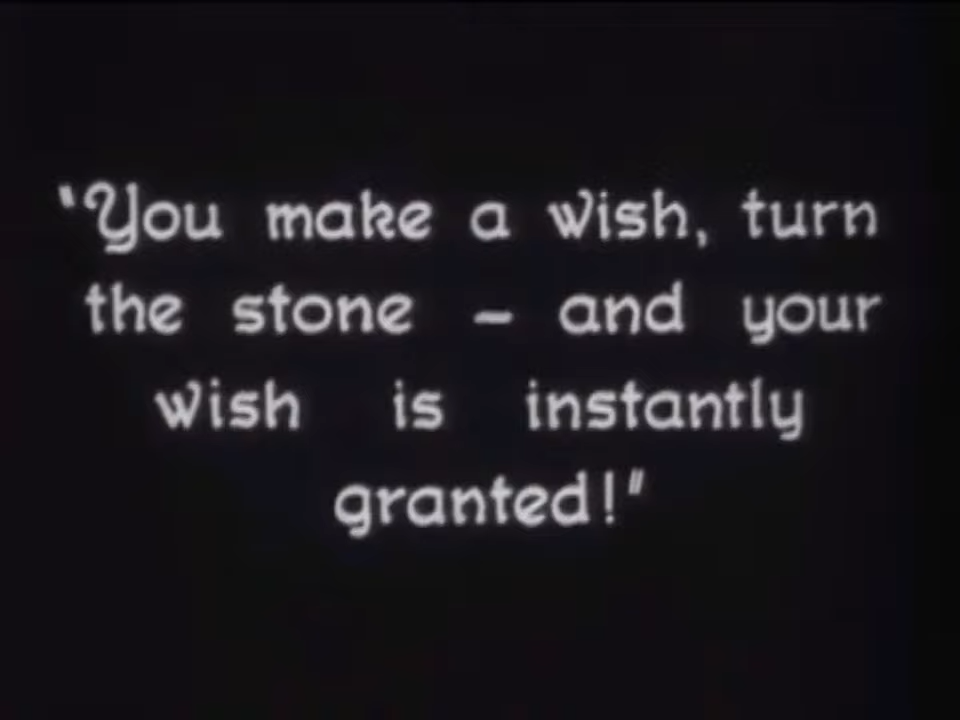 "You make a wish, turn
the stone – and your
wish is instantly
granted!"